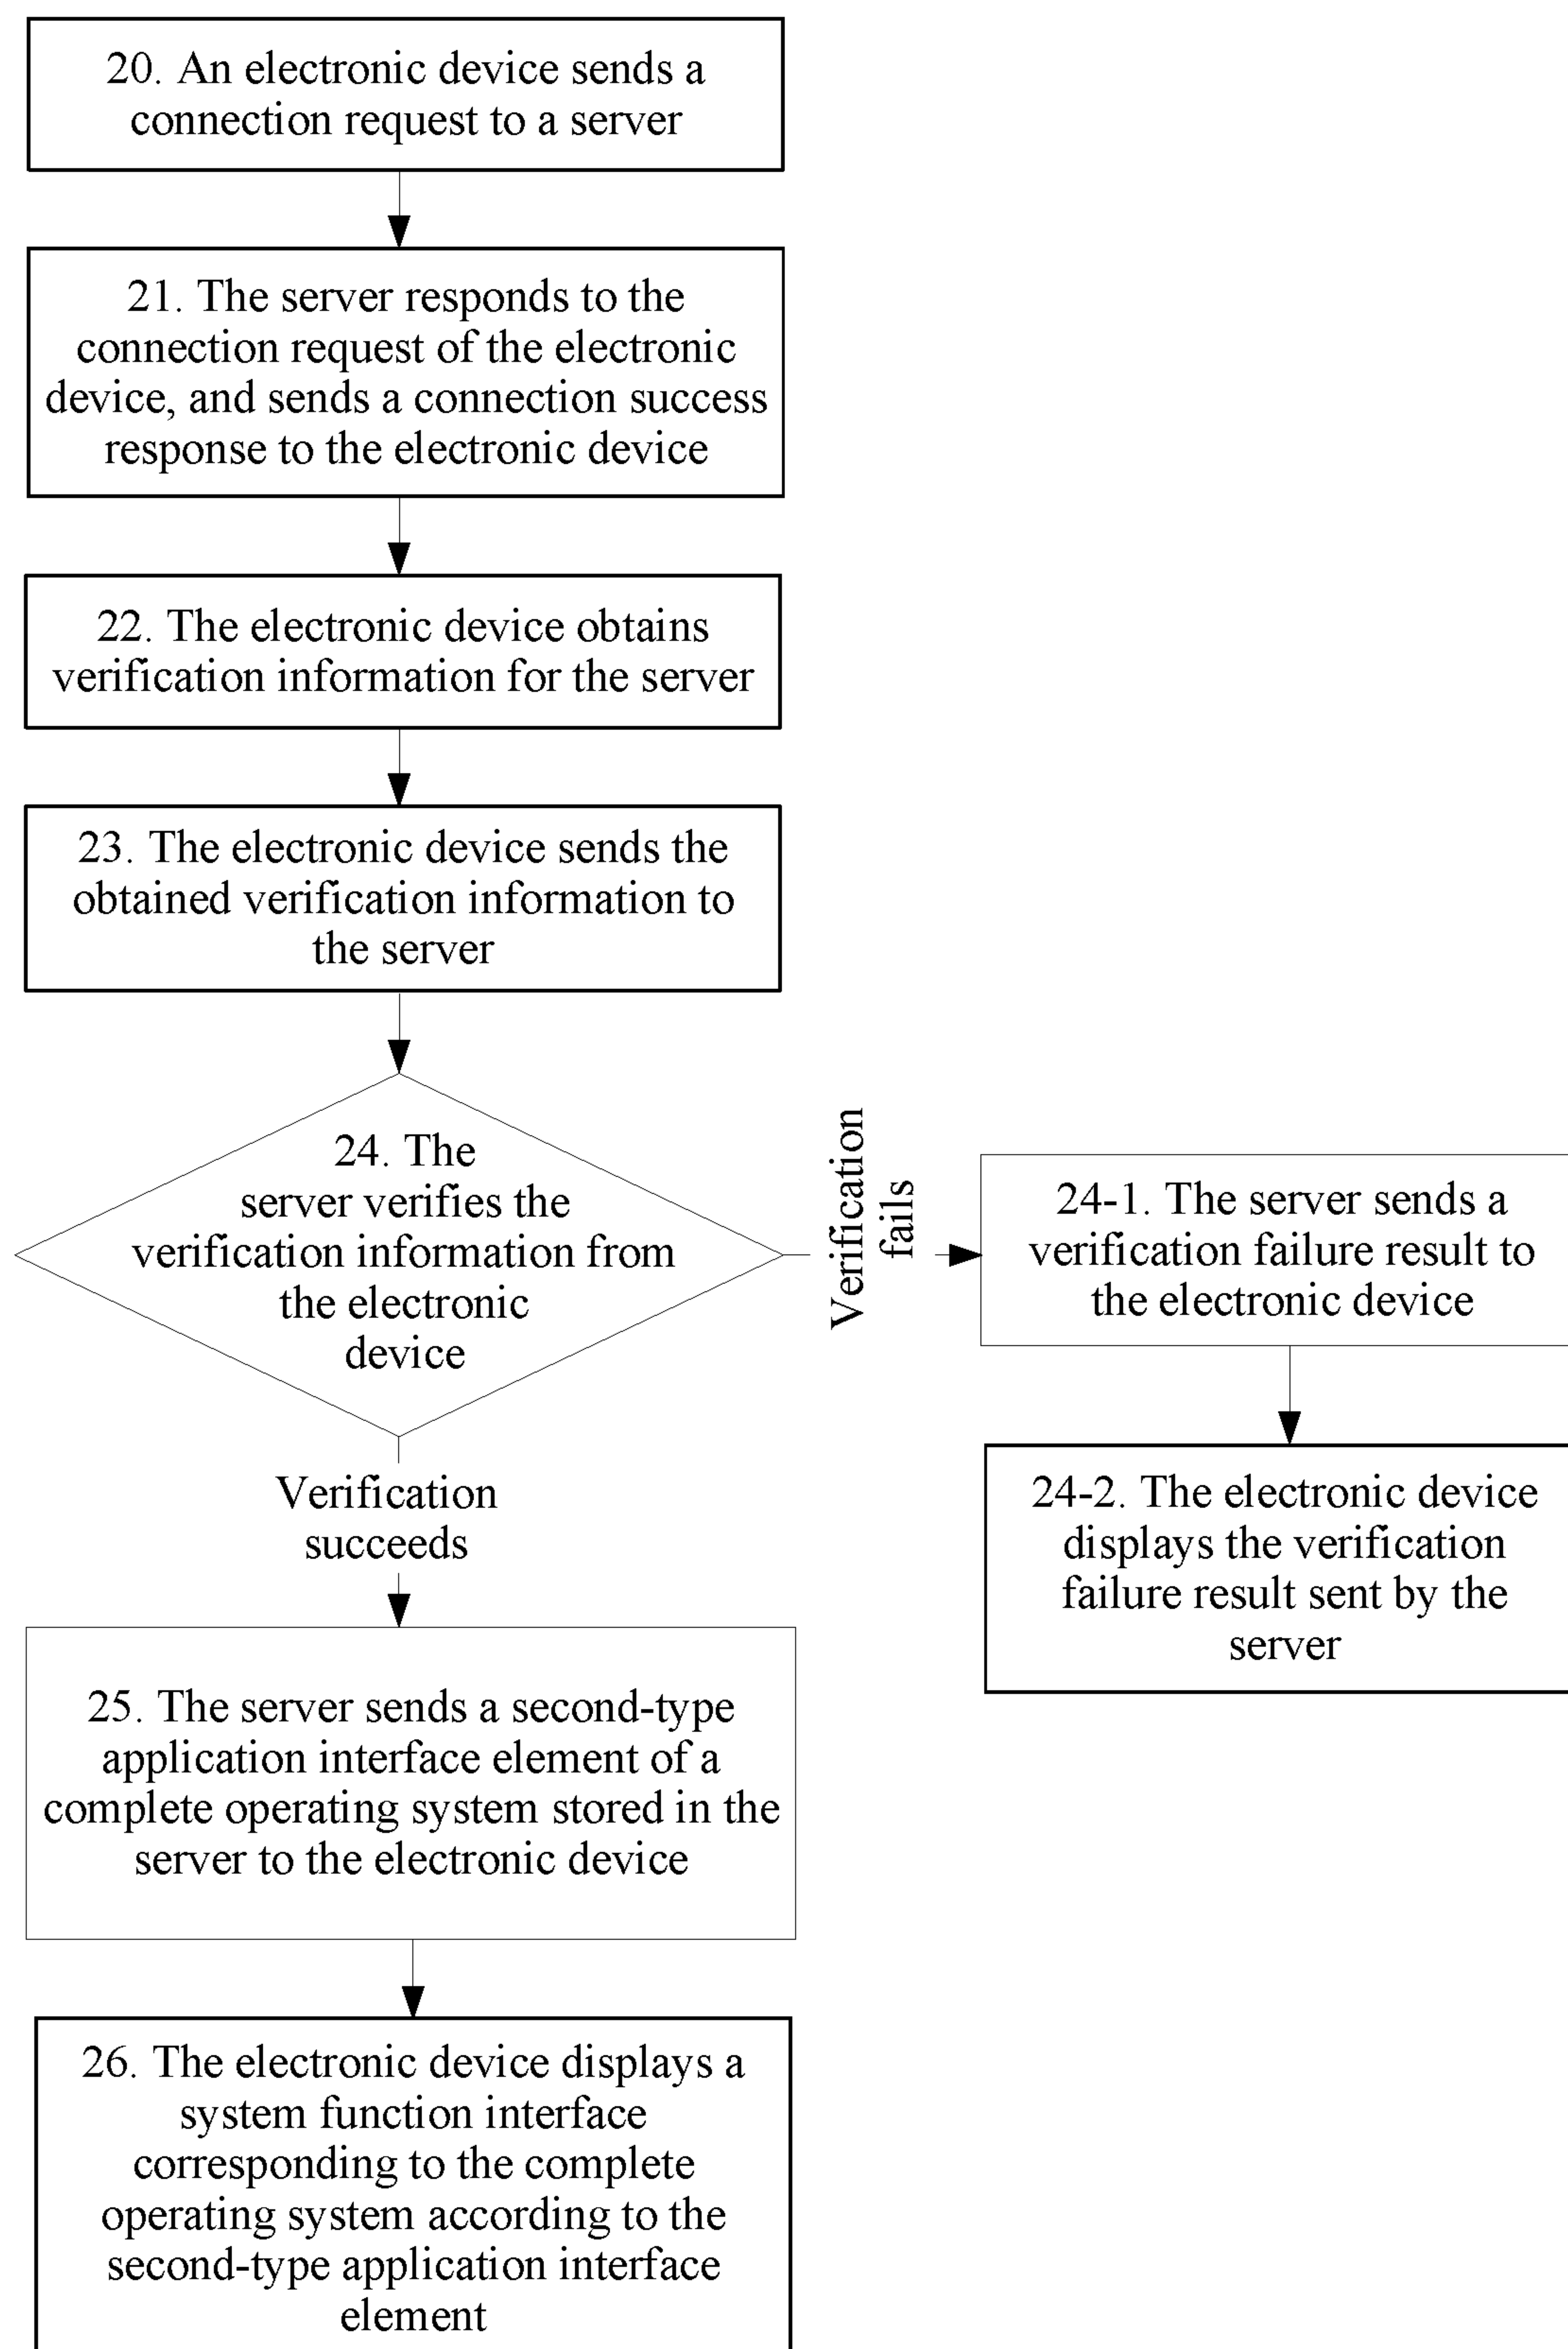 20. An electronic device sends a
connection request to a server
21. The server responds to the
connection request of the electronic
device, and sends a connection success
response to the electronic device
22. The electronic device obtains
verification information for the server
23. The electronic device sends the
obtained verification information to
the server
24. The
server verifies the
verification information from
the electronic
device
Verification
fails
24-1. The server sends a
verification failure result to
the electronic device
24-2. The electronic device
displays the verification
failure result sent by the
server
Verification
succeeds
25. The server sends a second-type
application interface element of a
complete operating system stored in the
server to the electronic device
26. The electronic device displays a
system function interface
corresponding to the complete
operating system according to the
second-type application interface
element